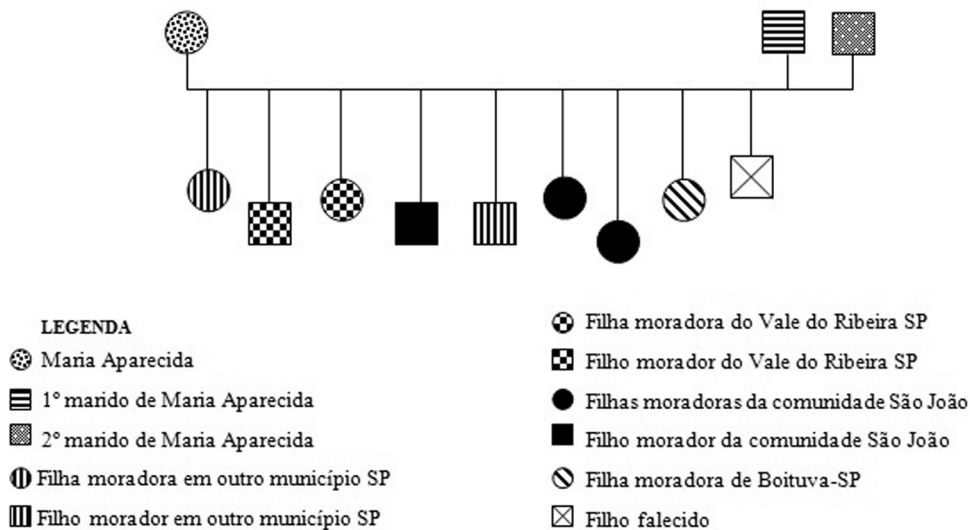 LEGENDA
Maria Aparecida
1º marido de Maria Aparecida
2º marido de Maria Aparecida
Filha moradora em outro município SP
Filho morador em outro município SP
Filha moradora do Vale do Ribeira SP
Filho morador do Vale do Ribeira SP
Filhas moradoras da comunidade São João
Filho morador da comunidade São João
Filha moradora de Boituva-SP
Filho falecido